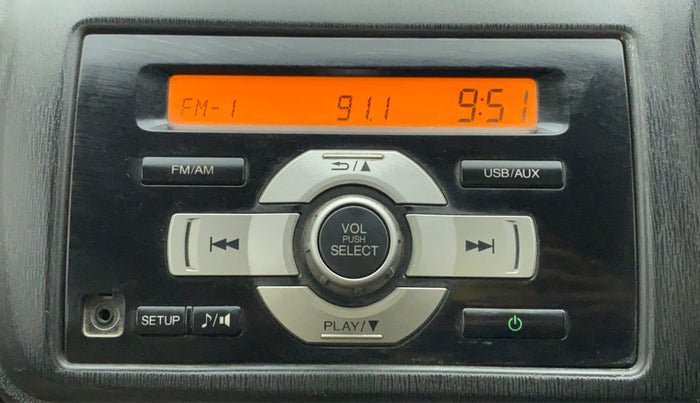 FM-1 91.1 9:51
FM/AM
USB/AUX
VOL
PUSH
SELECT
SETUP
PLAY/